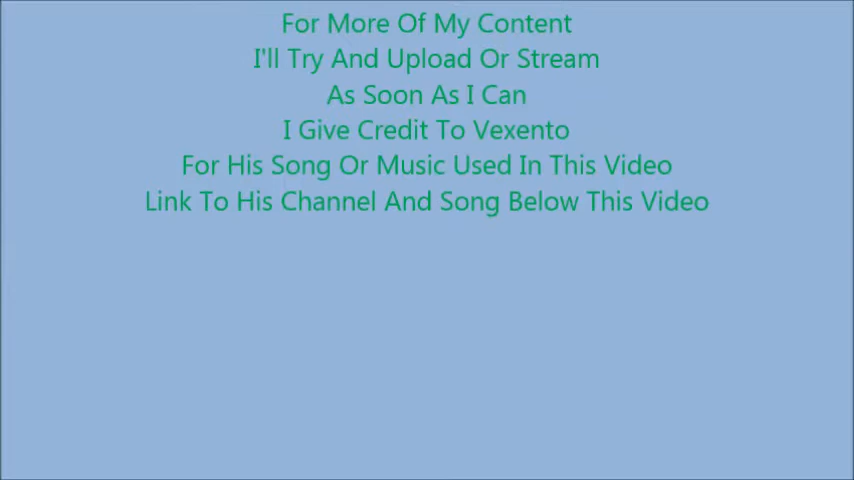 For More Of My Content
I'll Try And Upload Or Stream
As Soon As I Can
I Give Credit To Vexento
For His Song Or Music Used In This Video
Link To His Channel And Song Below This Video